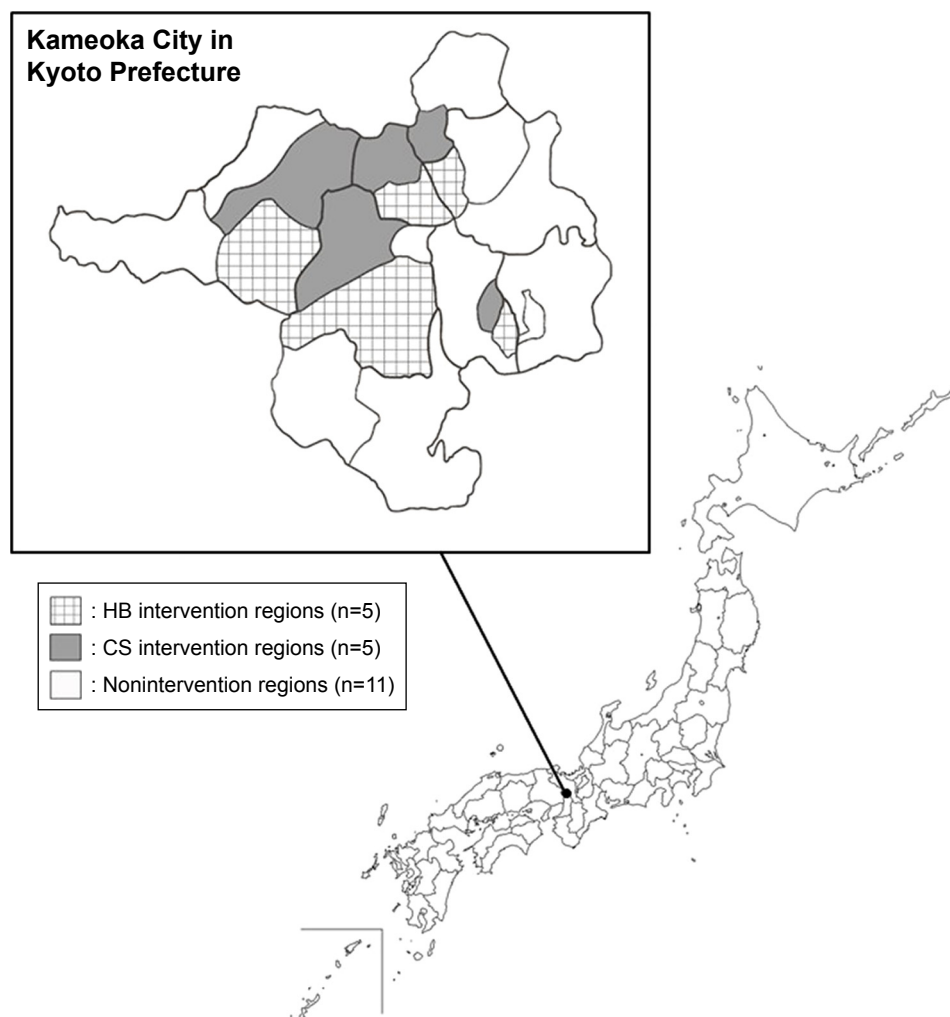 Kameoka City in
Kyoto Prefecture
: HB intervention regions (n=5)
: CS intervention regions (n=5)
: Nonintervention regions (n=11)